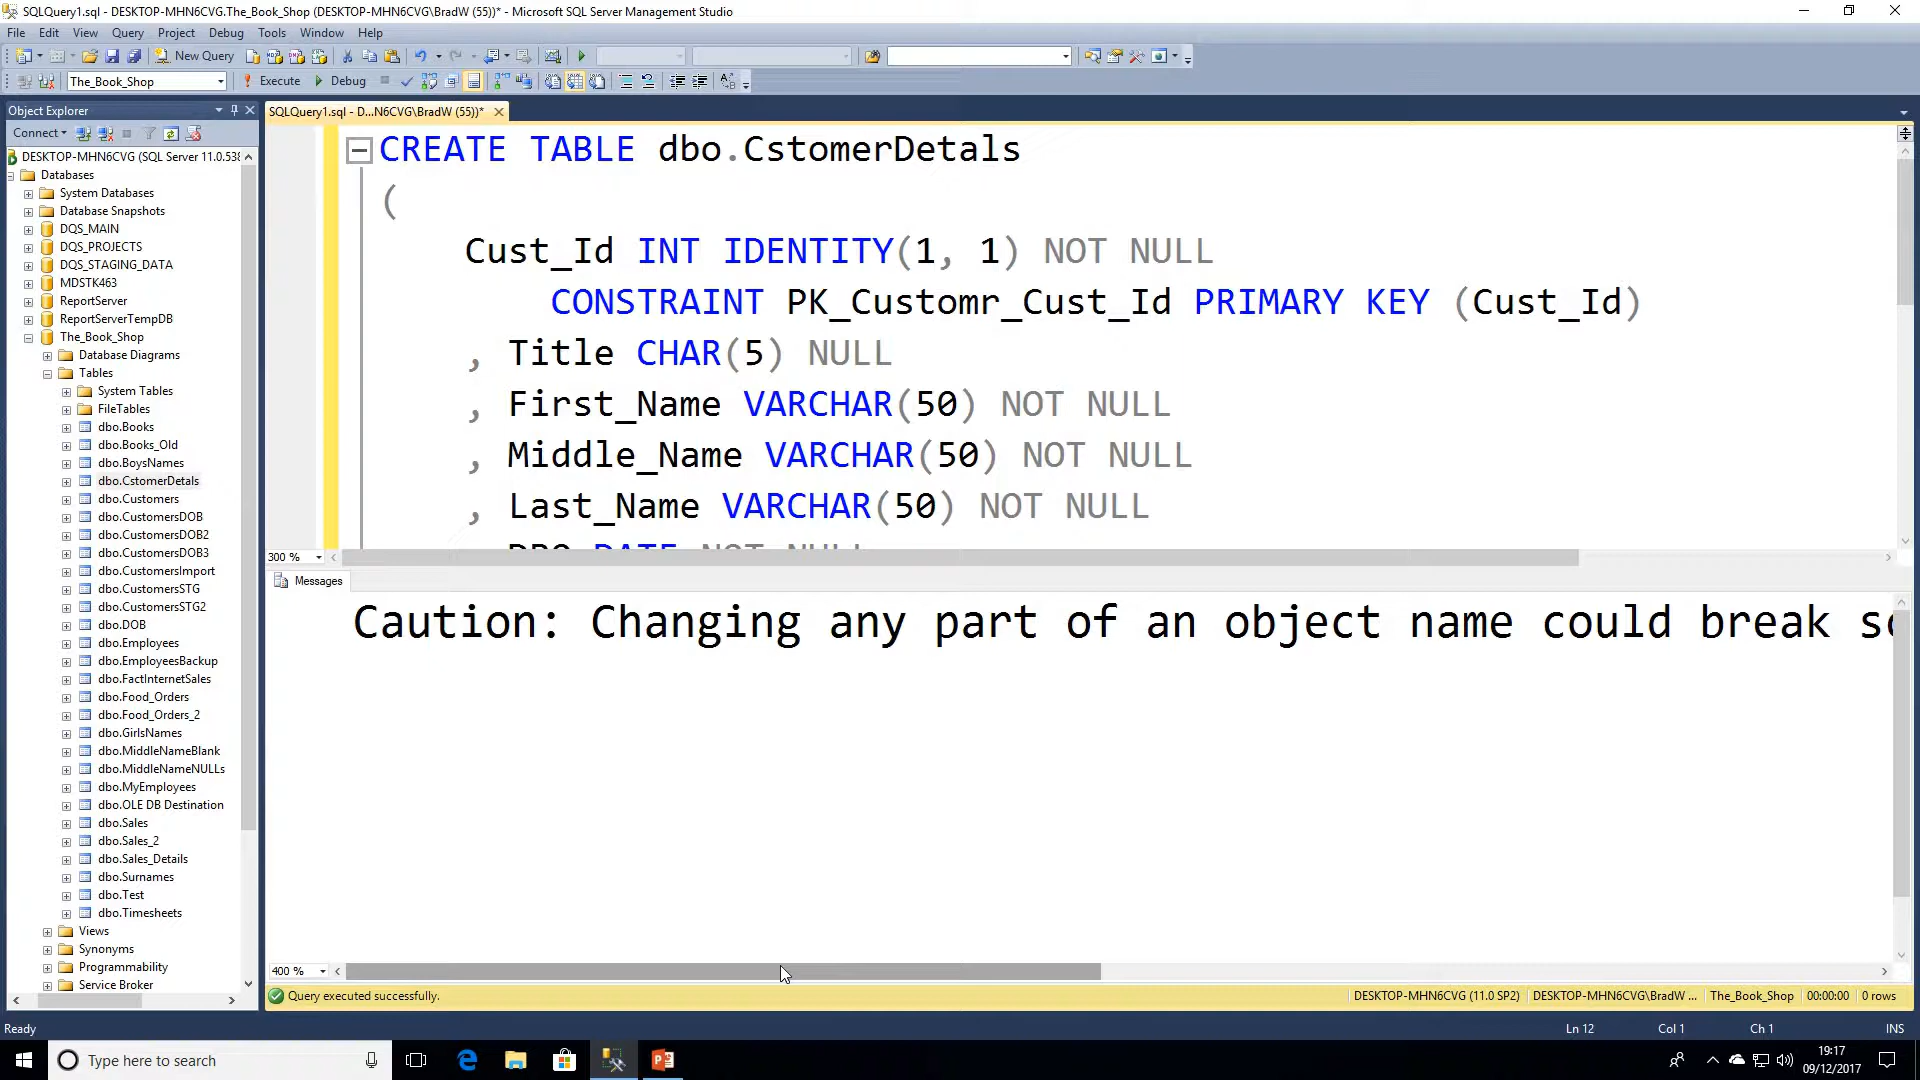 SQLQuery1.sql - DESKTOP-MHN6CVG.The_Book_Shop (DESKTOP-MHN6CVG\BradW (55))* - Microsoft SQL Server Management Studio
File Edit View Query Project Debug Tools Window Help
New Query
The_Book_Shop Execute Debug
Object Explorer
SQLQuery1.sql - D...N6CVG\BradW (55))*
Connect
DESKTOP-MHN6CVG (SQL Server 11.0.538
Databases
System Databases
Database Snapshots
DQS_MAIN
DQS_PROJECTS
DQS_STAGING_DATA
MDSTK463
ReportServer
ReportServerTempDB
The_Book_Shop
Database Diagrams
Tables
System Tables
FileTables
dbo.Books
dbo.Books_Old
dbo.BoysNames
dbo.CstomerDetals
dbo.Customers
dbo.CustomersDOB
dbo.CustomersDOB2
dbo.CustomersDOB3
dbo.CustomersImport
dbo.CustomersSTG
dbo.CustomersSTG2
dbo.DOB
dbo.Employees
dbo.EmployeesBackup
dbo.FactInternetSales
dbo.Food_Orders
dbo.Food_Orders_2
dbo.GirlsNames
dbo.MiddleNameBlank
dbo.MiddleNameNULLs
dbo.MyEmployees
dbo.OLE DB Destination
dbo.Sales
dbo.Sales_2
dbo.Sales_Details
dbo.Surnames
dbo.Test
dbo.Timesheets
Views
Synonyms
Programmability
Service Broker
CREATE TABLE dbo.CstomerDetals
(
Cust_Id INT IDENTITY(1, 1) NOT NULL
CONSTRAINT PK_Customr_Cust_Id PRIMARY KEY (Cust_Id)
, Title CHAR(5) NULL
, First_Name VARCHAR(50) NOT NULL
, Middle_Name VARCHAR(50) NOT NULL
, Last_Name VARCHAR(50) NOT NULL
, DBO DATE NOT NULL
300 %
Messages
Caution: Changing any part of an object name could break sc
400 %
Query executed successfully. DESKTOP-MHN6CVG (11.0 SP2) DESKTOP-MHN6CVG\BradW ... The_Book_Shop 00:00:00 0 rows
Ready Ln 12 Col 1 Ch 1 INS
Type here to search
19:17
09/12/2017